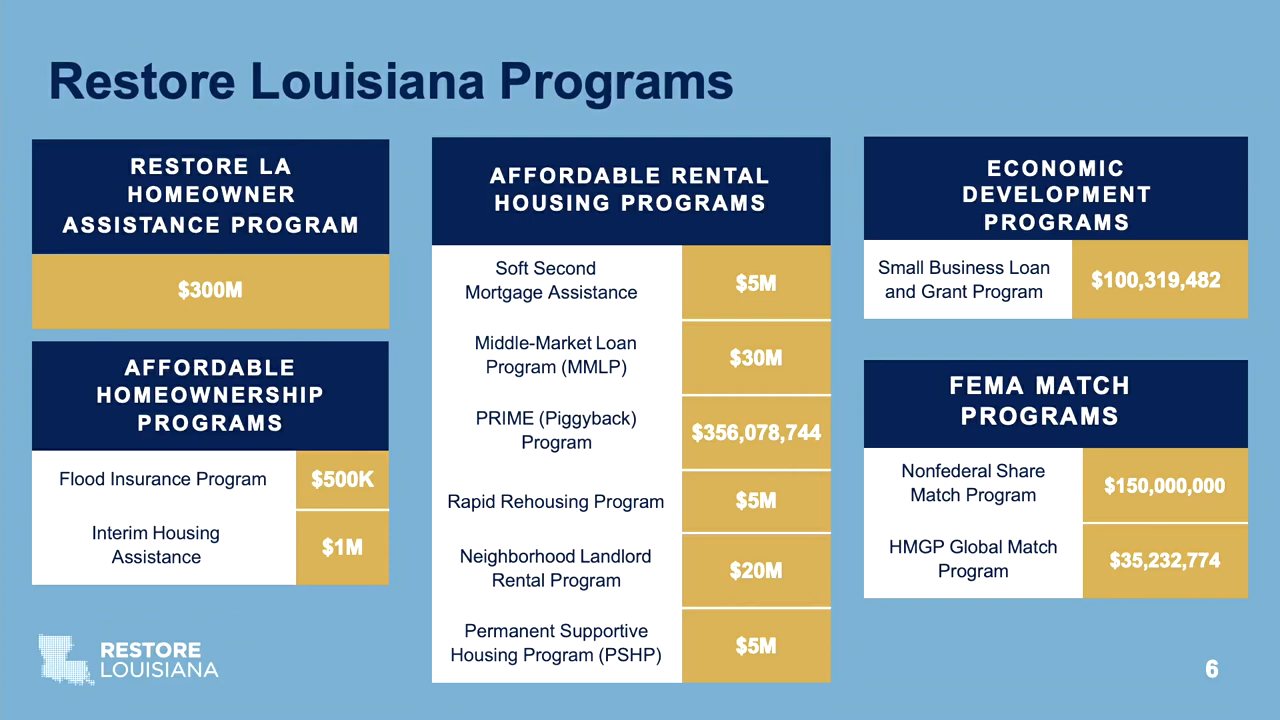 Restore Louisiana Programs
RESTORE LA
HOMEOWNER
ASSISTANCE PROGRAM
$300M
AFFORDABLE
HOMEOWNERSHIP
PROGRAMS
Flood Insurance Program
$500K
Interim Housing
Assistance
$1M
AFFORDABLE RENTAL
HOUSING PROGRAMS
Soft Second
Mortgage Assistance
$5M
Middle-Market Loan
Program (MMLP)
$30M
PRIME (Piggyback)
Program
$356,078,744
Rapid Rehousing Program
$5M
Neighborhood Landlord
Rental Program
$20M
Permanent Supportive
Housing Program (PSHP)
$5M
ECONOMIC
DEVELOPMENT
PROGRAMS
Small Business Loan
and Grant Program
$100,319,482
FEMA MATCH
PROGRAMS
Nonfederal Share
Match Program
$150,000,000
HMGP Global Match
Program
$35,232,774
RESTORE
LOUISIANA
6